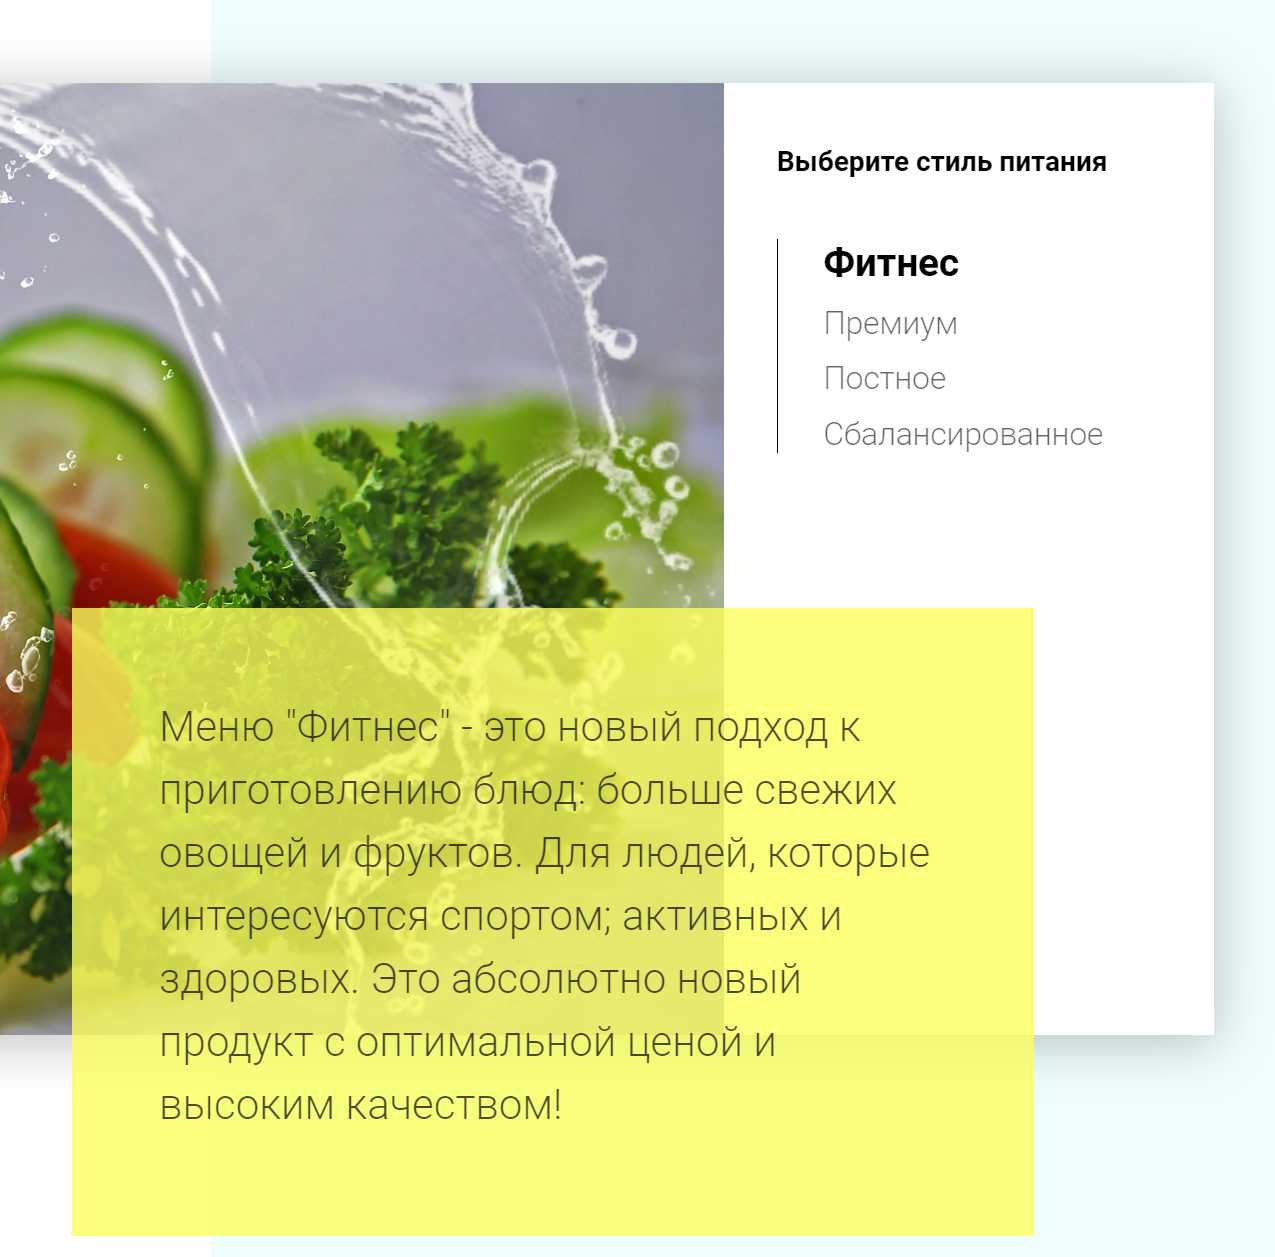 Выберите стиль питания
Фитнес
Премиум
Постное
Сбалансированное
Меню "Фитнес" - это новый подход к
приготовлению блюд: больше свежих
овощей и фруктов. Для людей, которые
интересуются спортом; активных и
здоровых. Это абсолютно новый
продукт с оптимальной ценой и
высоким качеством!